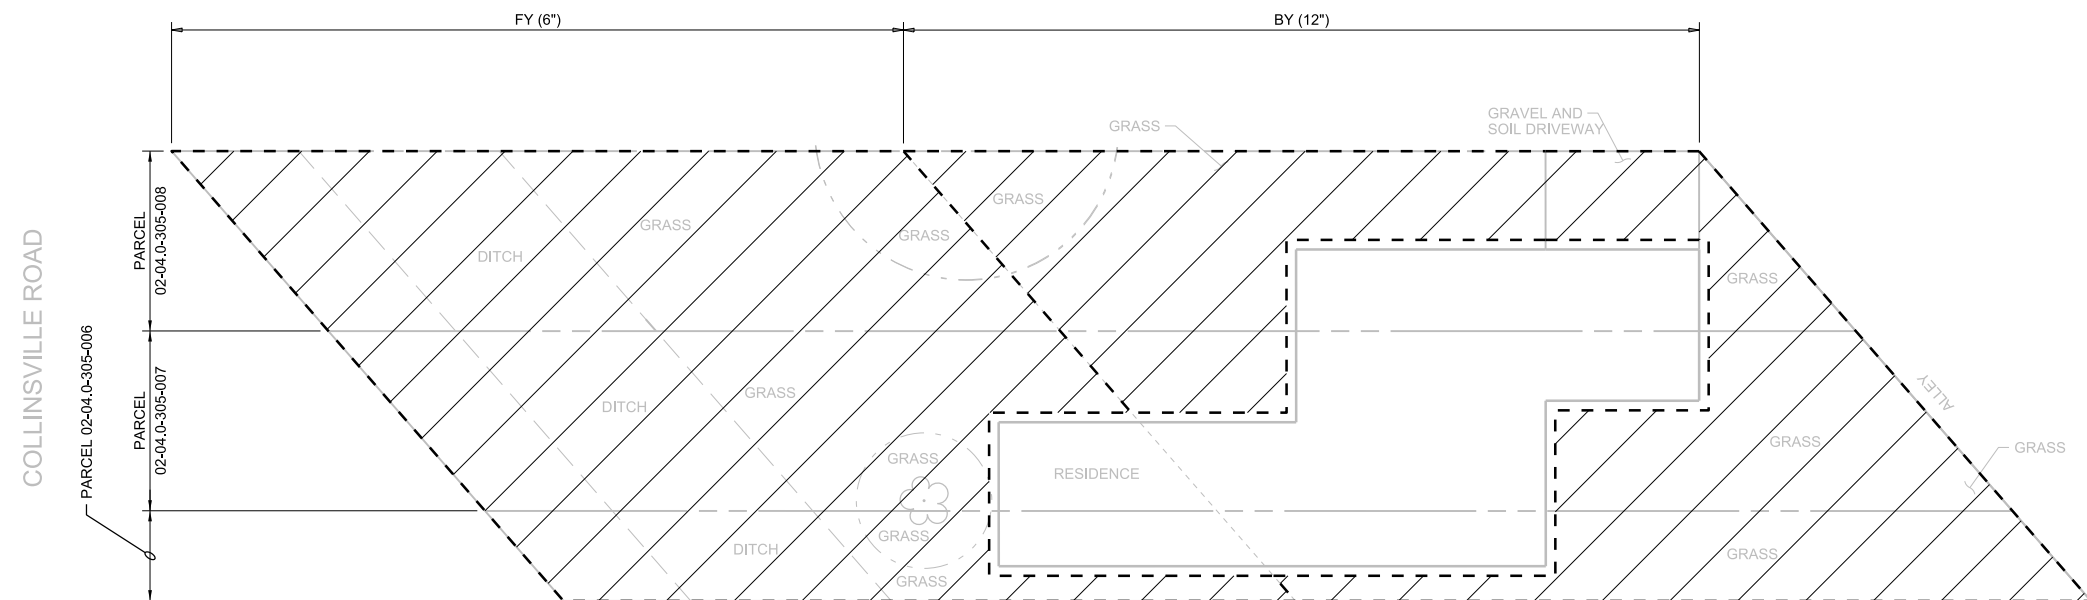 FY (6")
BY (12")
GRASS
GRAVEL AND
SOIL DRIVEWAY
PARCEL
02-04.0-305-008
GRASS
GRASS
GRASS
DITCH
GRASS
COLLINSVILLE ROAD
PARCEL 02-04.0-305-006
PARCEL
02-04.0-305-007
GRASS
DITCH
ALLEY
GRASS
GRASS
GRASS
RESIDENCE
GRASS
DITCH
GRASS
GRASS